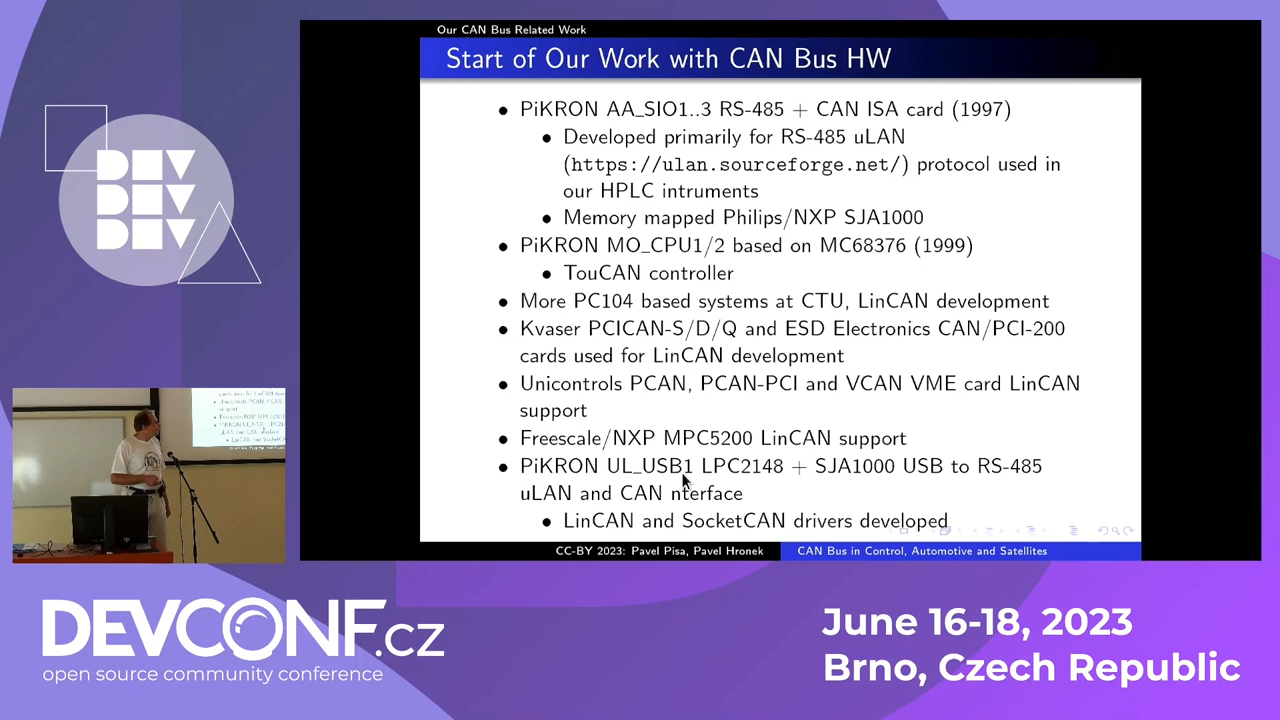 Our CAN Bus Related Work
Start of Our Work with CAN Bus HW
• PiKRON AA_SIO1..3 RS-485 + CAN ISA card (1997)
• Developed primarily for RS-485 uLAN
(https://ulan.sourceforge.net/) protocol used in
our HPLC intruments
• Memory mapped Philips/NXP SJA1000
• PiKRON MO_CPU1/2 based on MC68376 (1999)
• TouCAN controller
• More PC104 based systems at CTU, LinCAN development
• Kvaser PCICAN-S/D/Q and ESD Electronics CAN/PCI-200
cards used for LinCAN development
• Unicontrols PCAN, PCAN-PCI and VCAN VME card LinCAN
support
• Freescale/NXP MPC5200 LinCAN support
• PiKRON UL_USB1 LPC2148 + SJA1000 USB to RS-485
uLAN and CAN nterface
• LinCAN and SocketCAN drivers developed
CC-BY 2023: Pavel Pisa, Pavel Hronek
CAN Bus in Control, Automotive and Satellites
DEV
DEV
DEV
DEVCONF.cz
open source community conference
June 16-18, 2023
Brno, Czech Republic